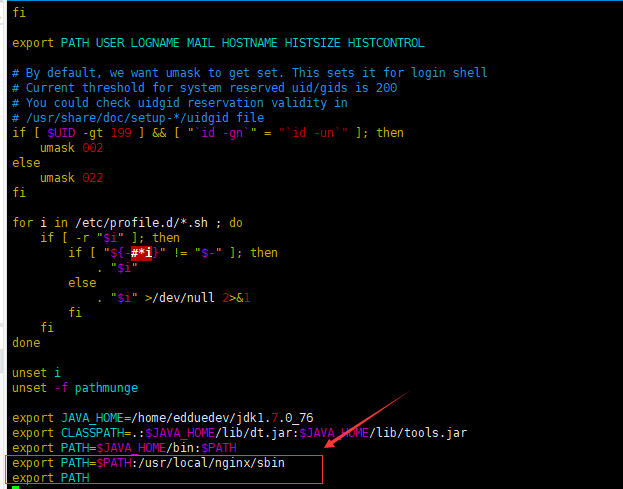 fi
export PATH USER LOGNAME MAIL HOSTNAME HISTSIZE HISTCONTROL
# By default, we want umask to get set. This sets it for login shell
# Current threshold for system reserved uid/gids is 200
# You could check uidgid reservation validity in
# /usr/share/doc/setup-*/uidgid file
if [ $UID -gt 199 ] && [ "`id -gn`" = "`id -un`" ]; then
    umask 002
else
    umask 022
fi
for i in /etc/profile.d/*.sh ; do
    if [ -r "$i" ]; then
        if [ "${-#*i}" != "$-" ]; then
            . "$i"
        else
            . "$i" >/dev/null 2>&1
        fi
    fi
done
unset i
unset -f pathmunge
export JAVA_HOME=/home/edduedev/jdk1.7.0_76
export CLASSPATH=.:$JAVA_HOME/lib/dt.jar:$JAVA_HOME/lib/tools.jar
export PATH=$JAVA_HOME/bin:$PATH
export PATH=$PATH:/usr/local/nginx/sbin
export PATH